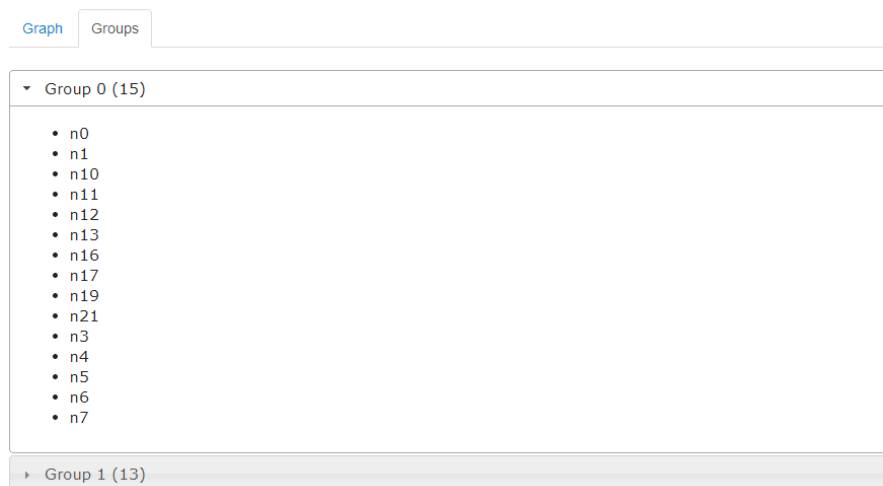 Graph Groups
Group 0 (15)
n0
n1
n10
n11
n12
n13
n16
n17
n19
n21
n3
n4
n5
n6
n7
Group 1 (13)